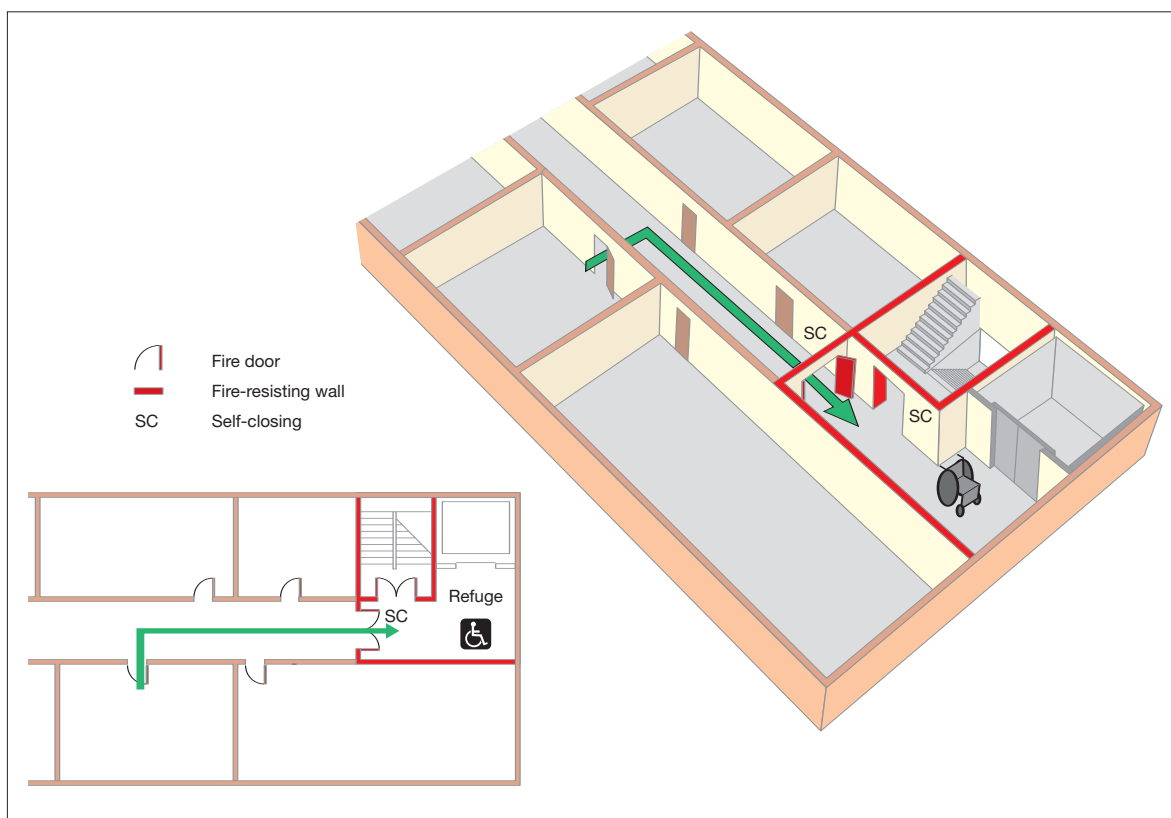 SC
SC
Fire door
Fire-resisting wall
SC
Self-closing
Refuge
SC